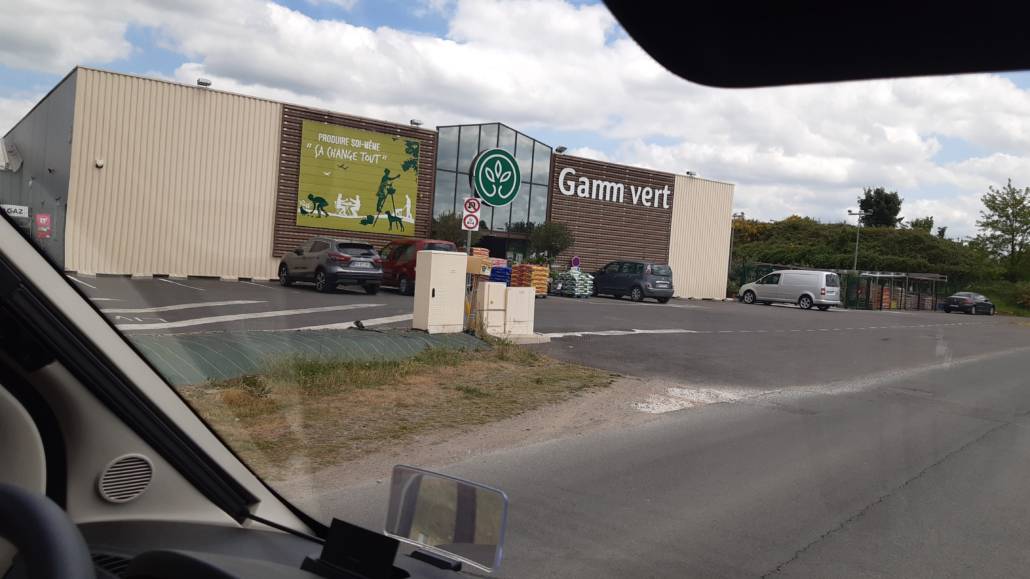 PRODUIRE SOI-MÊME
"ÇA CHANGE TOUT"
Gamm vert
GAZ